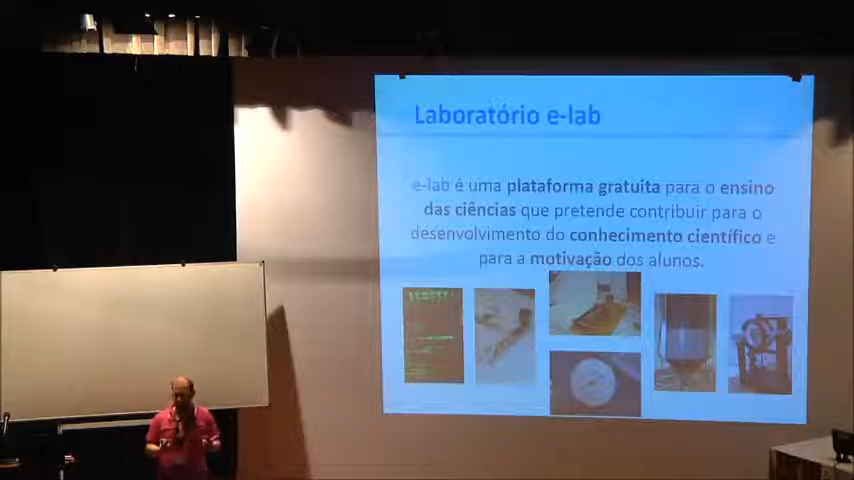 Laboratório e-lab
e-lab é uma plataforma gratuita para o ensino
das ciências que pretende contribuir para o
desenvolvimento do conhecimento científico e
para a motivação dos alunos.